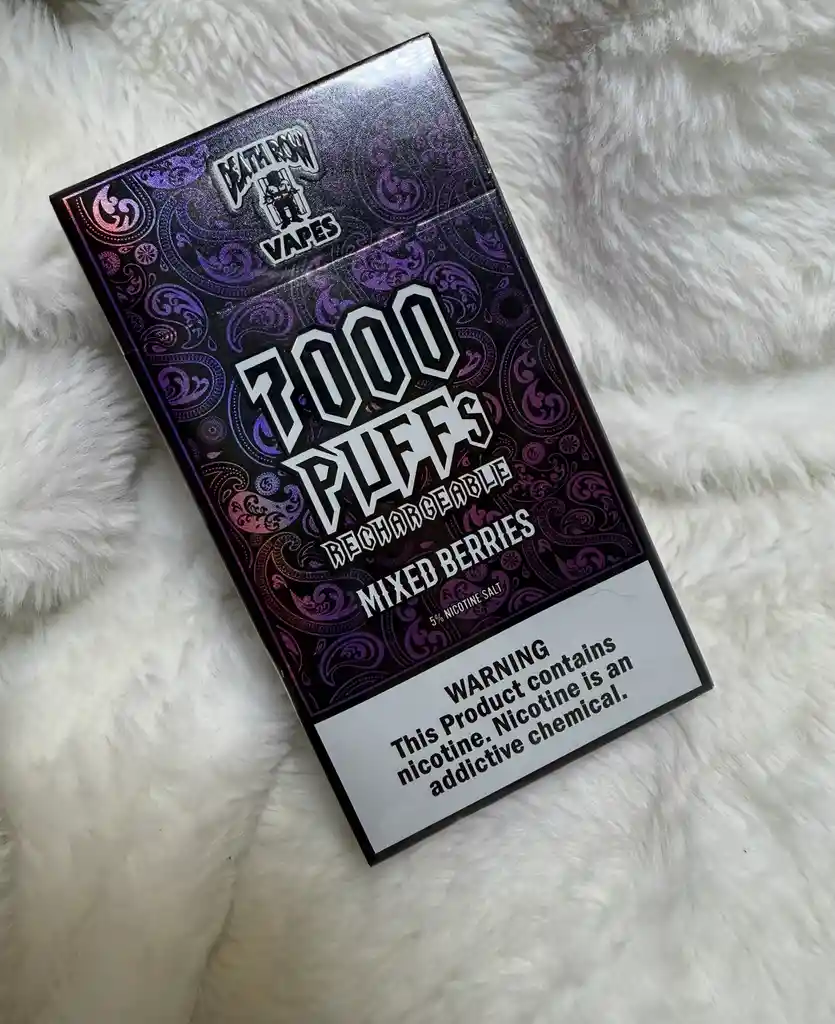 DEATH ROW
VAPES
7000
PUFFS
RECHARGEABLE
MIXED BERRIES
5% NICOTINE SALT
WARNING
This Product contains
nicotine. Nicotine is an
addictive chemical.